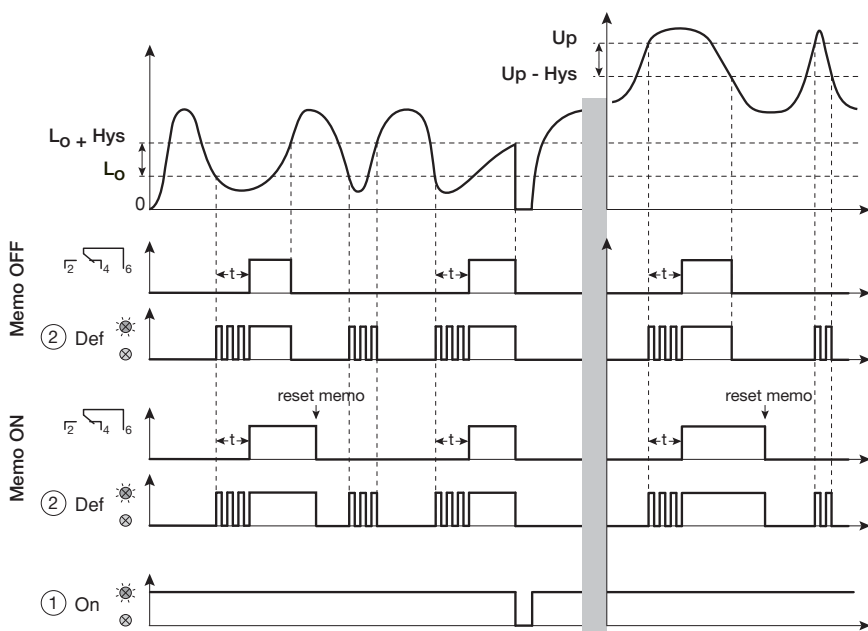 Up
Up - Hys
Lo + Hys
Lo
0
Memo OFF
2 4 6
t t t
2 Def
reset memo reset memo
Memo ON
2 4 6
t t t
2 Def
1 On